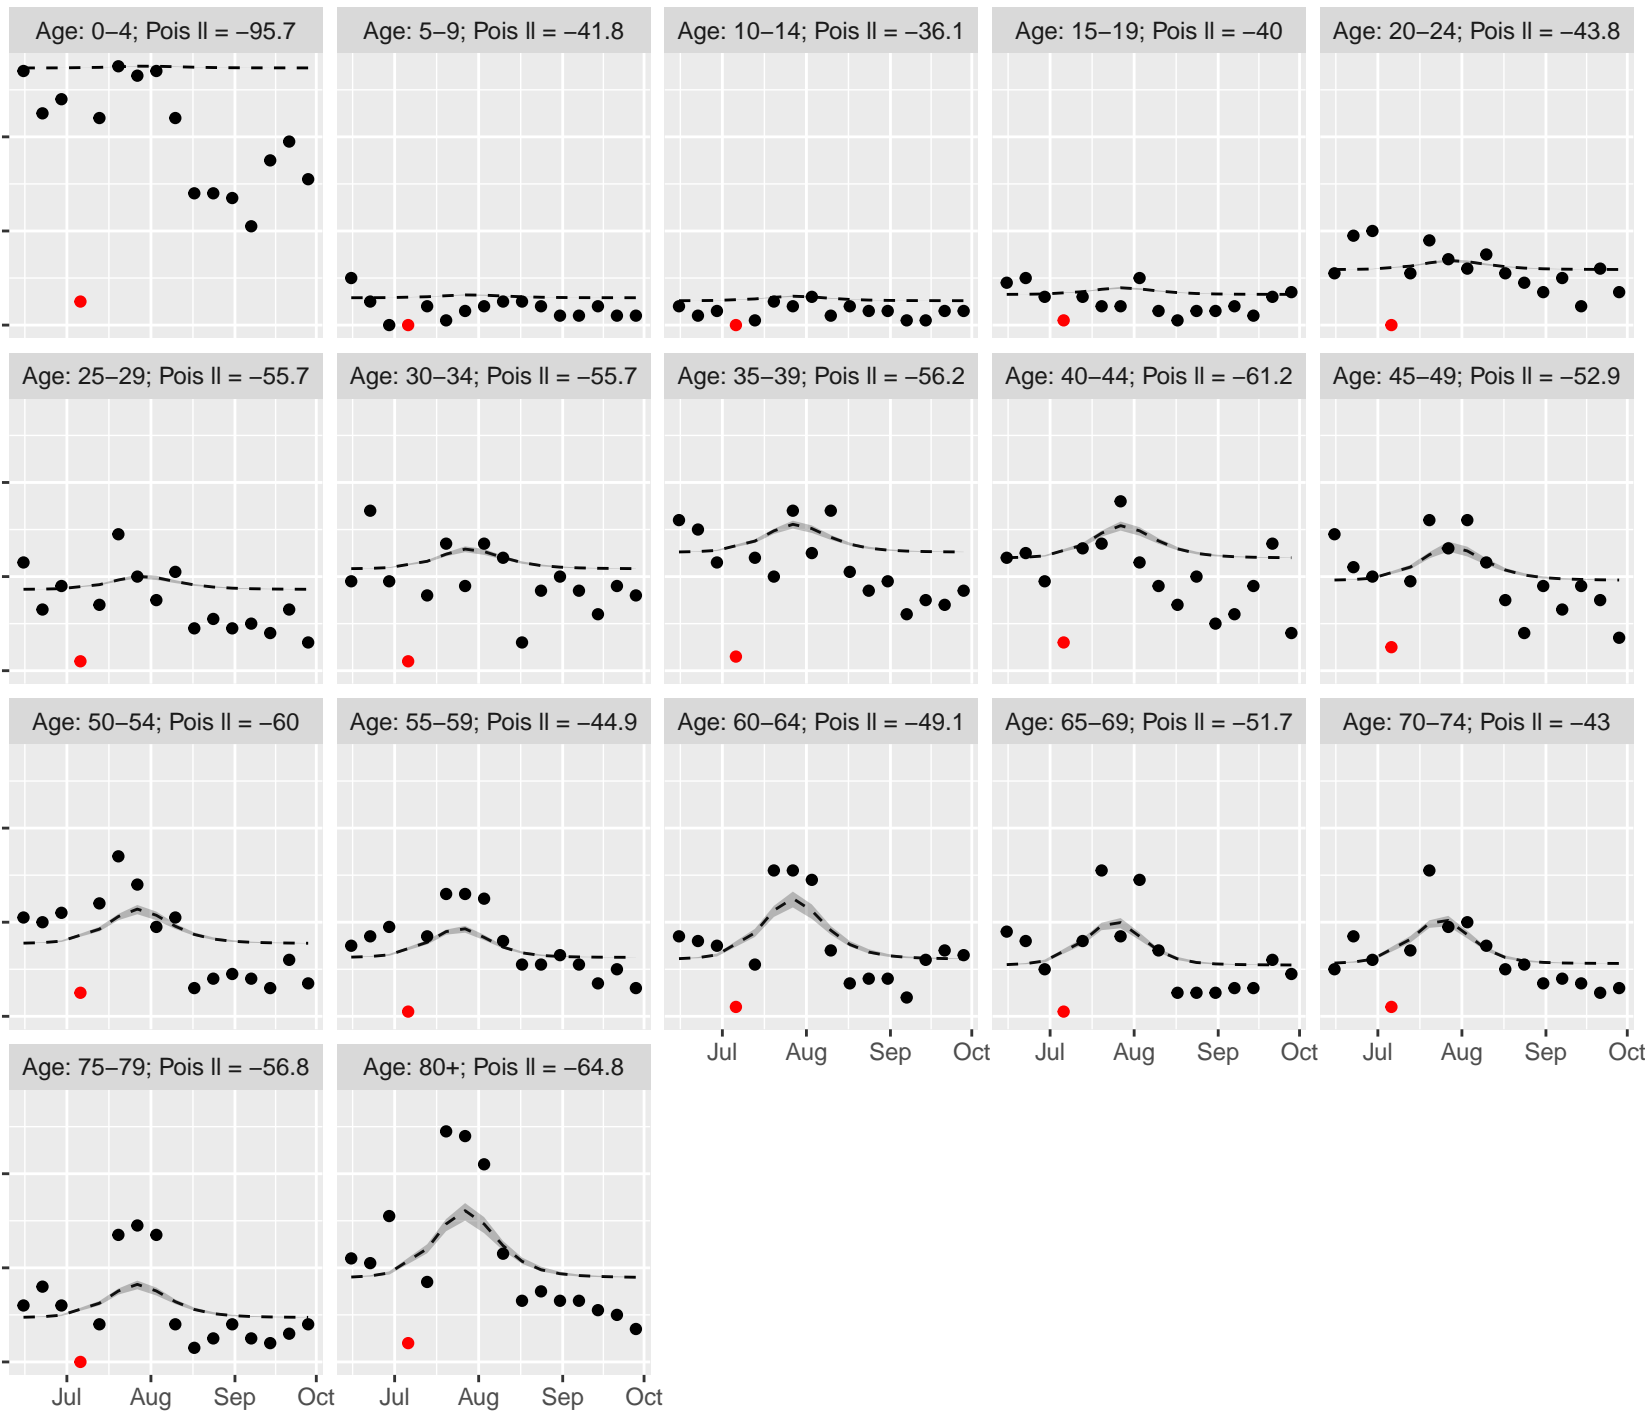 Age: 0−4; Pois ll = −95.7
Age: 5−9; Pois ll = −41.8
Age: 10−14; Pois ll = −36.1
Age: 15−19; Pois ll = −40
Age: 20−24; Pois ll = −43.8
Age: 25−29; Pois ll = −55.7
Age: 30−34; Pois ll = −55.7
Age: 35−39; Pois ll = −56.2
Age: 40−44; Pois ll = −61.2
Age: 45−49; Pois ll = −52.9
Age: 50−54; Pois ll = −60
Age: 55−59; Pois ll = −44.9
Age: 60−64; Pois ll = −49.1
Age: 65−69; Pois ll = −51.7
Age: 70−74; Pois ll = −43
Jul Aug Sep Oct
Jul Aug Sep Oct
Jul Aug Sep Oct
Age: 75−79; Pois ll = −56.8
Age: 80+; Pois ll = −64.8
Jul Aug Sep Oct
Jul Aug Sep Oct